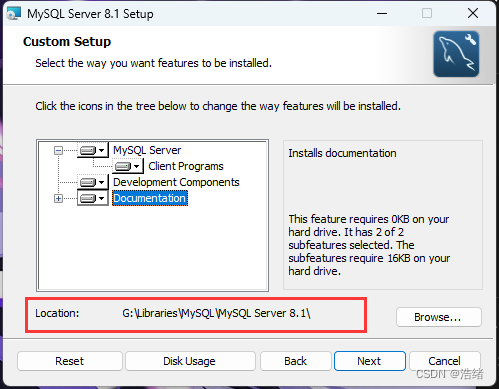 MySQL Server 8.1 Setup
Custom Setup
Select the way you want features to be installed.
Click the icons in the tree below to change the way features will be installed.
MySQL Server
Client Programs
Development Components
Documentation
Installs documentation
This feature requires 0KB on your
hard drive. It has 2 of 2
subfeatures selected. The
subfeatures require 16KB on your
hard drive.
Location: G:\Libraries\MySQL\MySQL Server 8.1\
Browse...
Reset Disk Usage Back Next Cancel
CSDN @浩绪